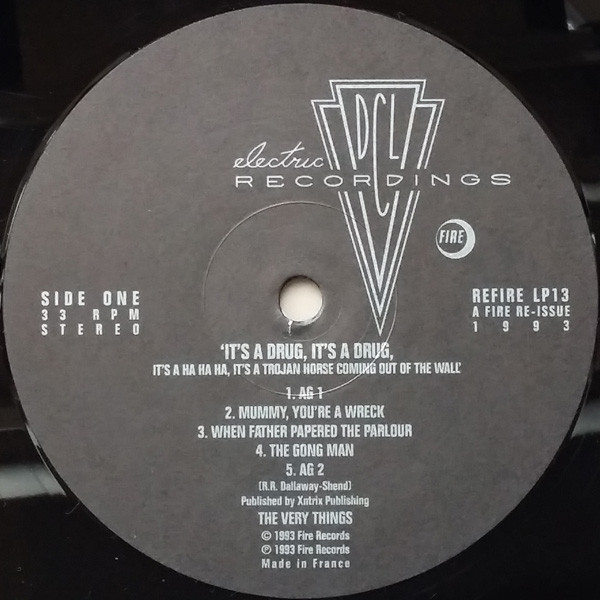 DCL
electric
RECORDINGS
FIRE
SIDE ONE
33 RPM
STEREO
REFIRE LP13
A FIRE RE-ISSUE
1993
'IT'S A DRUG, IT'S A DRUG,
IT'S A HA HA HA, IT'S A TROJAN HORSE COMING OUT OF THE WALL'
1. AG 1
2. MUMMY, YOU'RE A WRECK
3. WHEN FATHER PAPERED THE PARLOUR
4. THE GONG MAN
5. AG 2
(R.R. Dallaway-Shend)
Published by Xntrix Publishing
THE VERY THINGS
© 1993 Fire Records
℗ 1993 Fire Records
Made in France